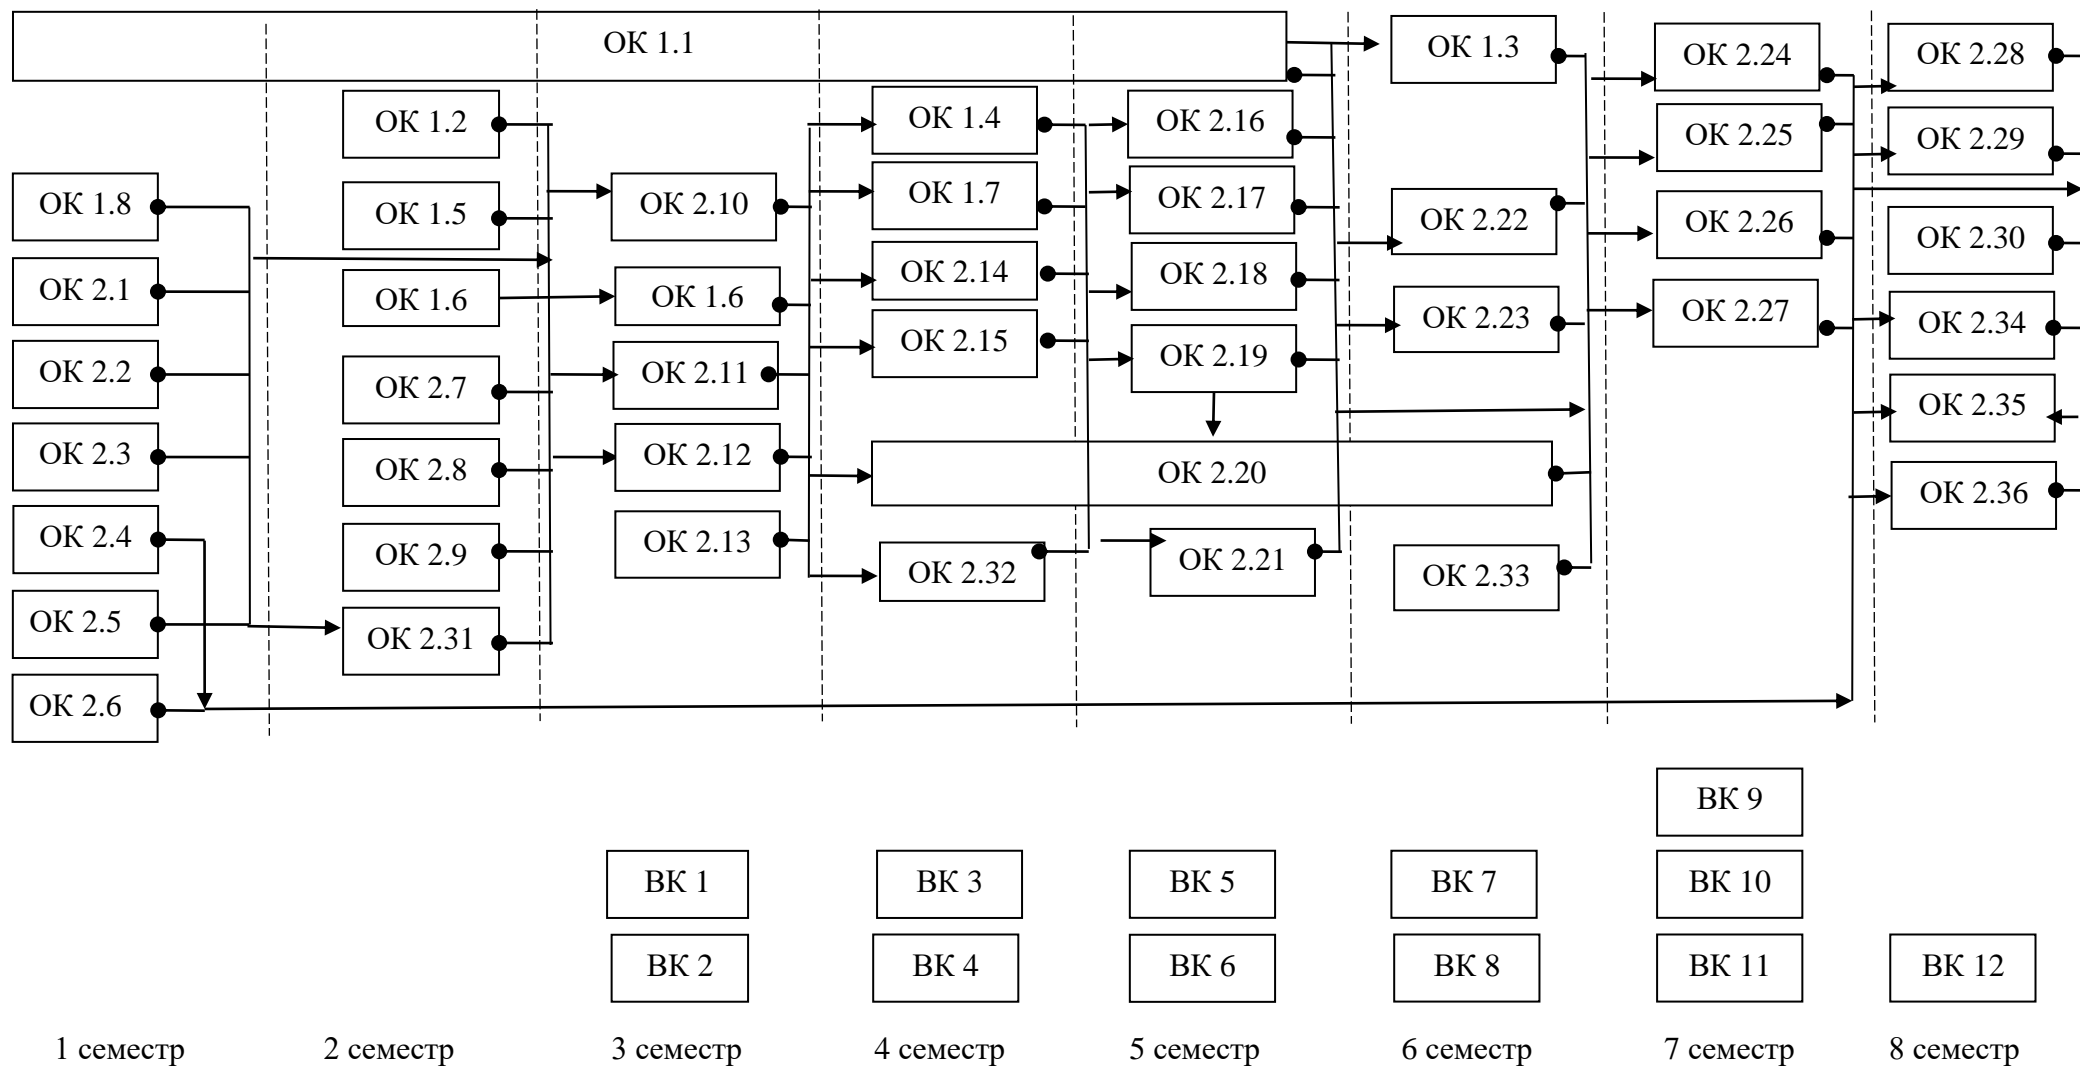 ОК 1.1
ОК 1.3
ОК 2.24
ОК 2.28
ОК 1.2
ОК 1.4
ОК 2.16
ОК 2.25
ОК 2.29
ОК 1.8
ОК 1.5
ОК 2.10
ОК 1.7
ОК 2.17
ОК 2.22
ОК 2.26
ОК 2.30
ОК 2.1
ОК 1.6
ОК 1.6
ОК 2.14
ОК 2.18
ОК 2.23
ОК 2.27
ОК 2.34
ОК 2.2
ОК 2.7
ОК 2.11
ОК 2.15
ОК 2.19
ОК 2.35
ОК 2.3
ОК 2.8
ОК 2.12
ОК 2.20
ОК 2.36
ОК 2.4
ОК 2.9
ОК 2.13
ОК 2.32
ОК 2.21
ОК 2.33
ОК 2.5
ОК 2.31
ОК 2.6
ВК 9
ВК 1
ВК 3
ВК 5
ВК 7
ВК 10
ВК 2
ВК 4
ВК 6
ВК 8
ВК 11
ВК 12
1 семестр
2 семестр
3 семестр
4 семестр
5 семестр
6 семестр
7 семестр
8 семестр